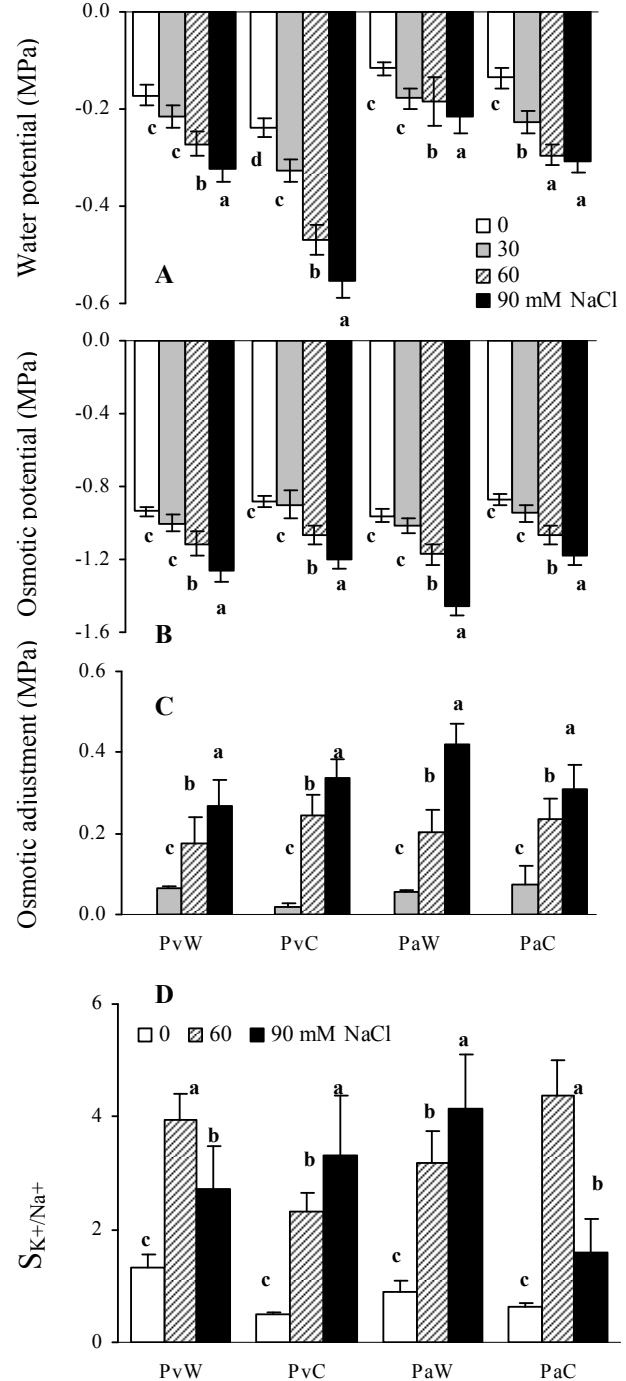 0.0
-0.2
-0.4
-0.6
Water potential (MPa)
c c b a
d c b a
c c b a
c b a a
A
0
30
60
90 mM NaCl
0.0
-0.4
-0.8
-1.2
-1.6
Osmotic potential (MPa)
c c b a
c c b a
c c b a
c c b a
B
0.6
0.4
0.2
0.0
Osmotic adjustment (MPa)
C
c b a
c b a
c b a
c b a
PvW PvC PaW PaC
D
0 60 90 mM NaCl
6
4
2
0
SK+/Na+
c a b
c b a
c b a
c a b
PvW PvC PaW PaC